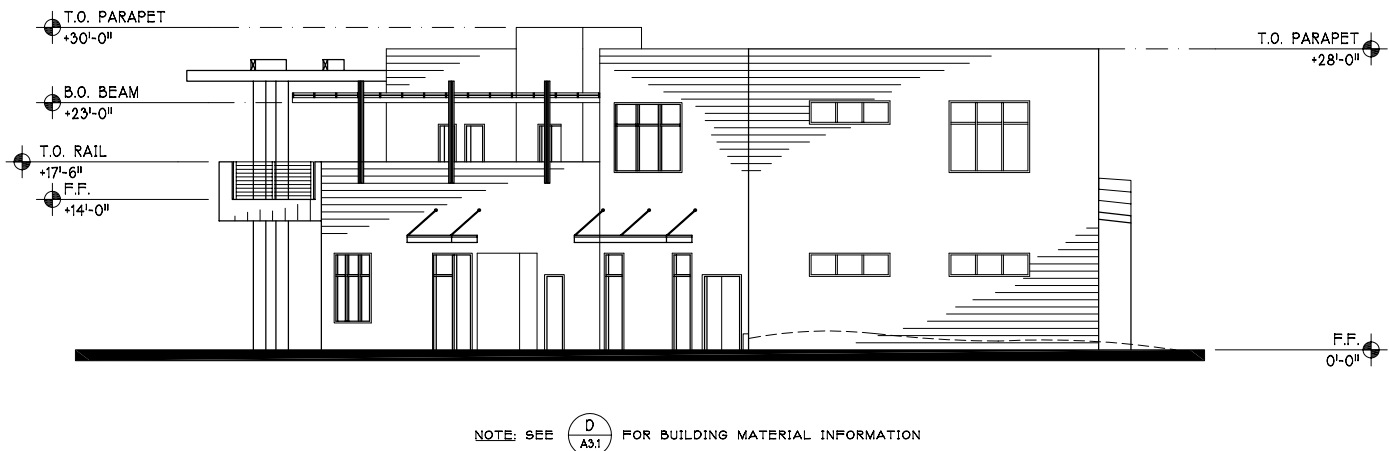 T.O. PARAPET
+30'-0"
T.O. PARAPET
+28'-0"
B.O. BEAM
+23'-0"
T.O. RAIL
+17'-6"
F.F.
+14'-0"
F.F.
0'-0"
NOTE: SEE D A3.1 FOR BUILDING MATERIAL INFORMATION